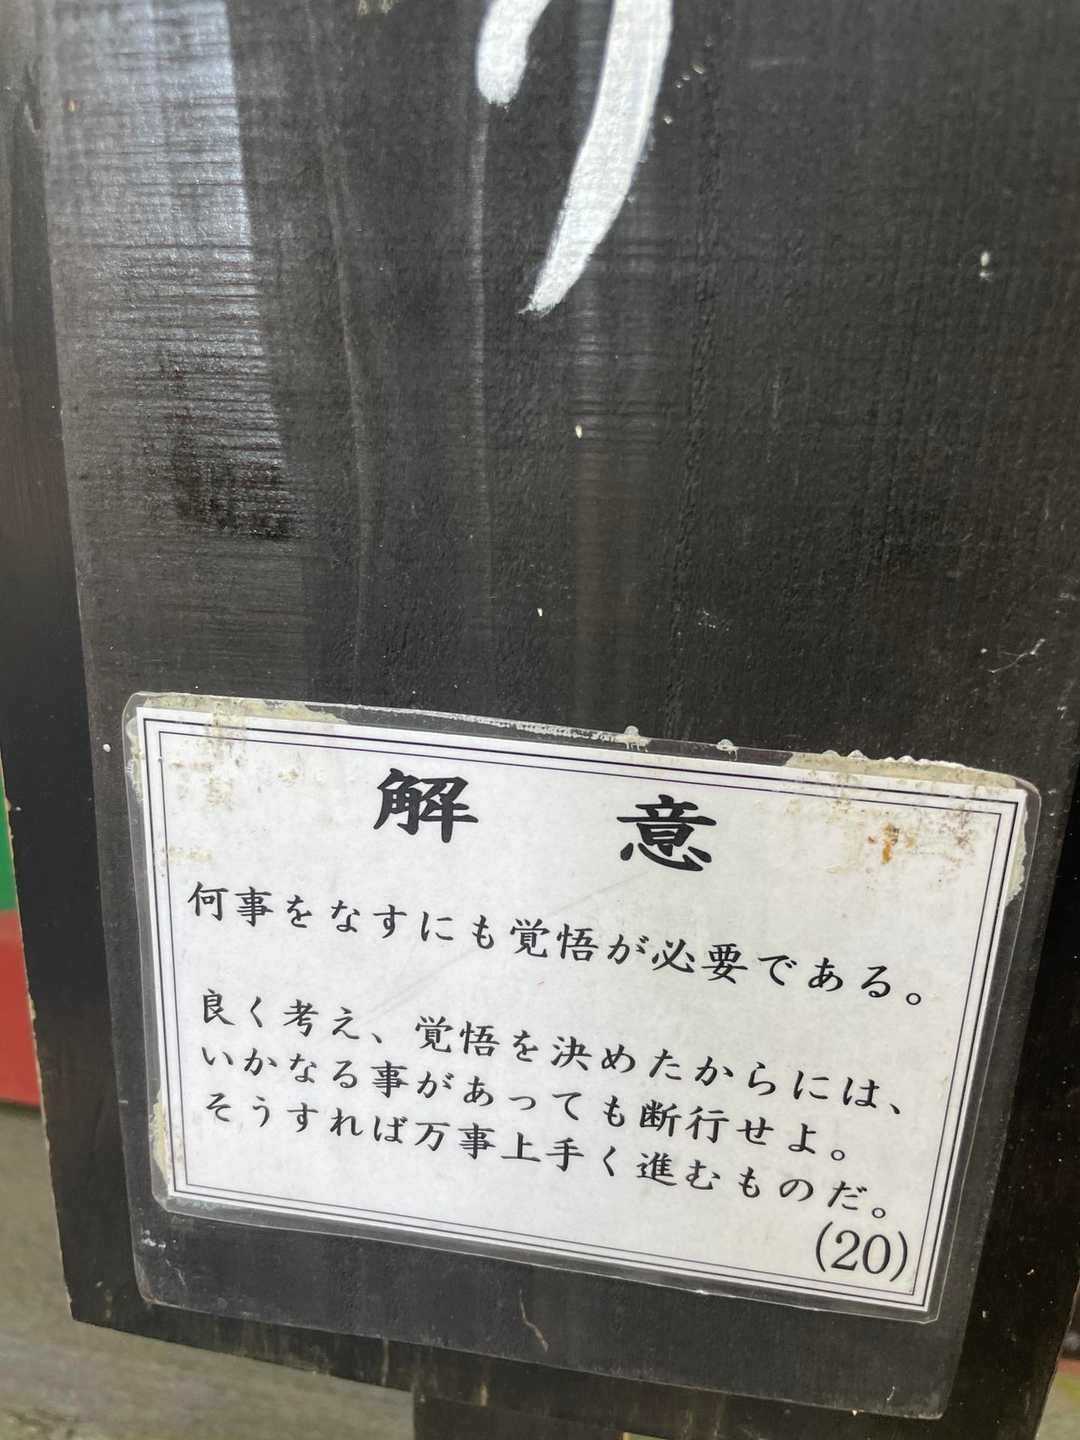 解 意
何事をなすにも覚悟が必要である。
良く考え、覚悟を決めたからには、
いかなる事があっても断行せよ。
そうすれば万事上手く進むものだ。
(20)